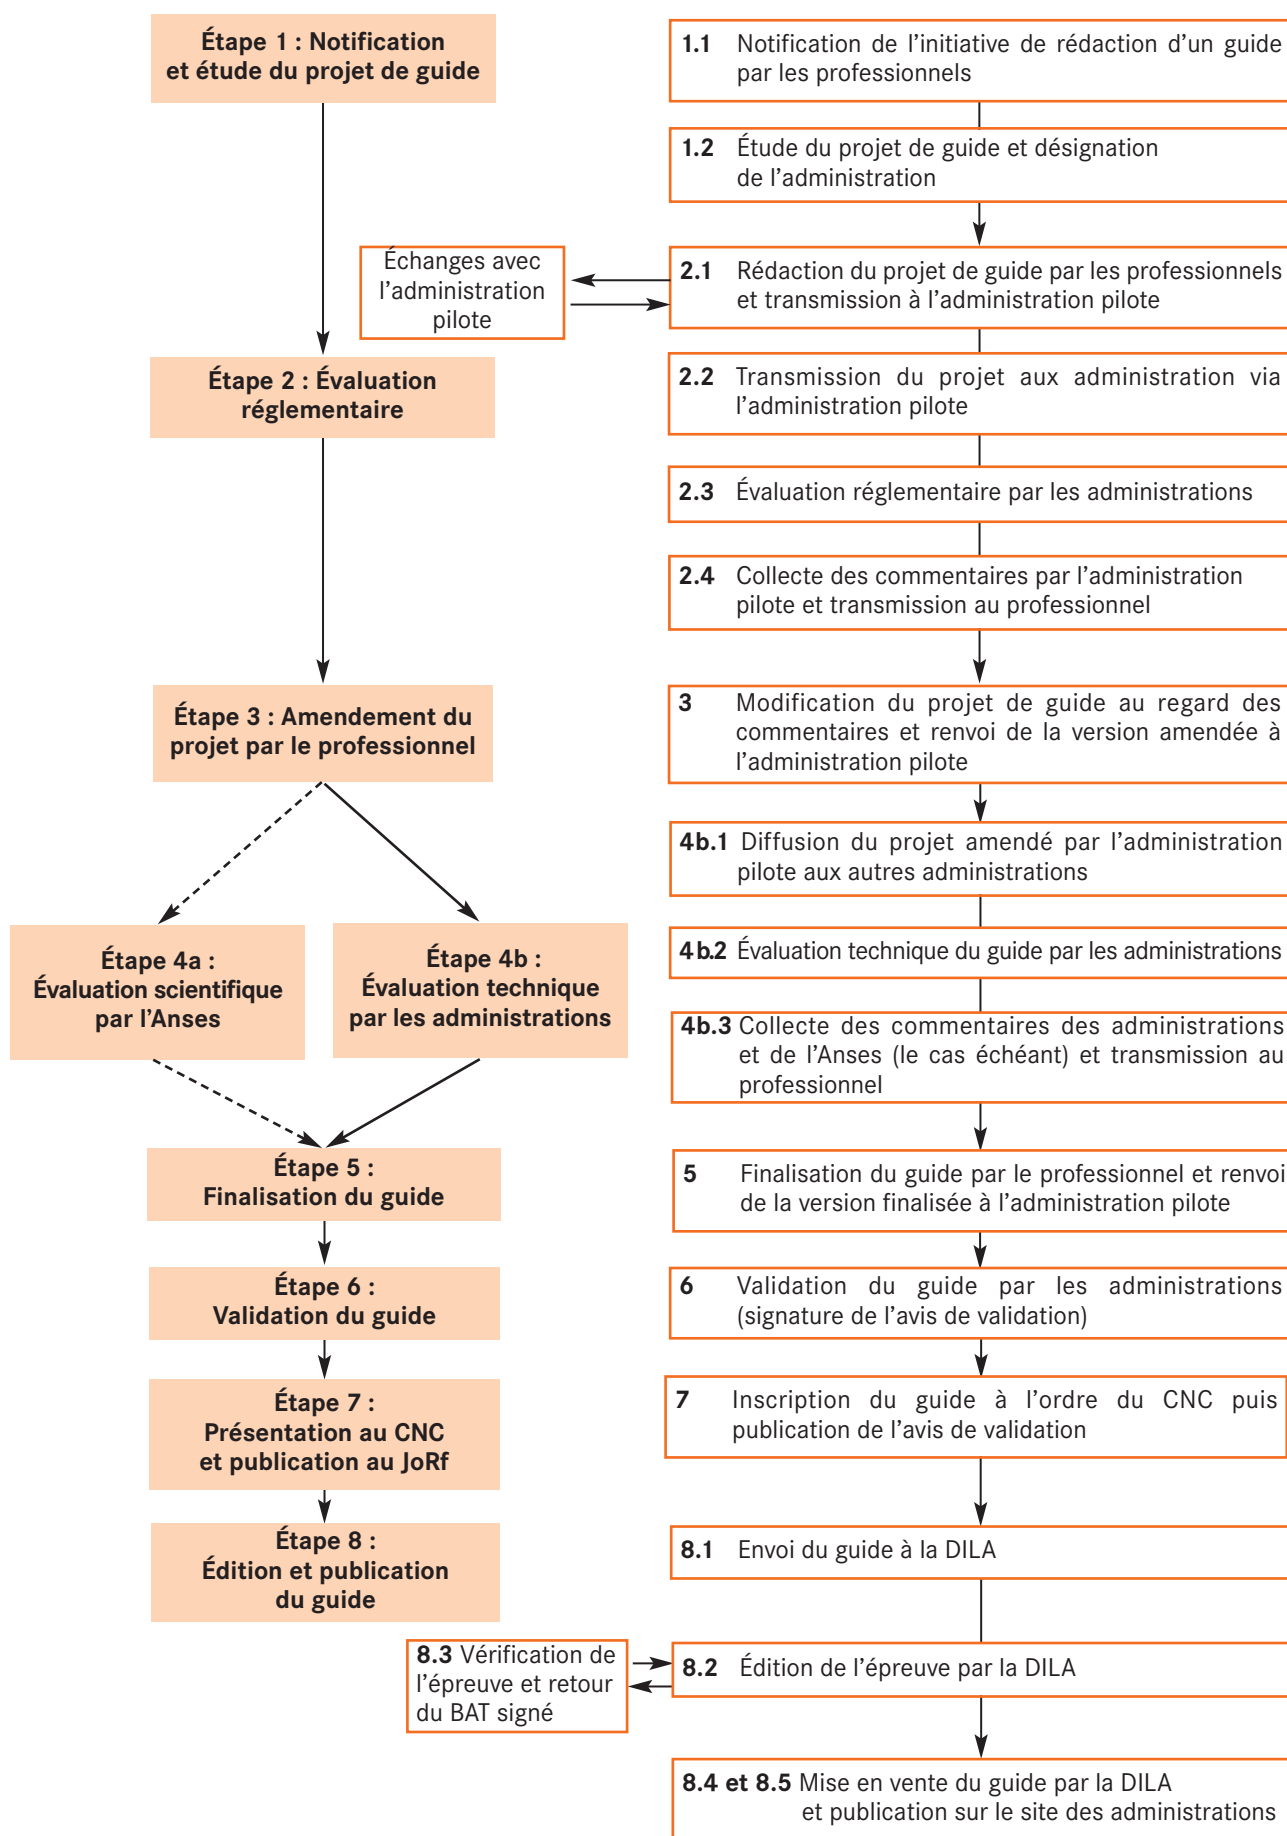 Étape 1 : Notification
et étude du projet de guide
1.1 Notification de l'initiative de rédaction d'un guide
par les professionnels
1.2 Étude du projet de guide et désignation
de l'administration
Échanges avec
l'administration
pilote
2.1 Rédaction du projet de guide par les professionnels
et transmission à l'administration pilote
Étape 2 : Évaluation
réglementaire
2.2 Transmission du projet aux administration via
l'administration pilote
2.3 Évaluation réglementaire par les administrations
2.4 Collecte des commentaires par l'administration
pilote et transmission au professionnel
Étape 3 : Amendement du
projet par le professionnel
3 Modification du projet de guide au regard des
commentaires et renvoi de la version amendée à
l'administration pilote
4b.1 Diffusion du projet amendé par l'administration
pilote aux autres administrations
Étape 4a :
Évaluation scientifique
par l'Anses
Étape 4b :
Évaluation technique
par les administrations
4b.2 Évaluation technique du guide par les administrations
4b.3 Collecte des commentaires des administrations
et de l'Anses (le cas échéant) et transmission au
professionnel
Étape 5 :
Finalisation du guide
5 Finalisation du guide par le professionnel et renvoi
de la version finalisée à l'administration pilote
Étape 6 :
Validation du guide
6 Validation du guide par les administrations
(signature de l'avis de validation)
Étape 7 :
Présentation au CNC
et publication au JoRf
7 Inscription du guide à l'ordre du CNC puis
publication de l'avis de validation
Étape 8 :
Édition et publication
du guide
8.1 Envoi du guide à la DILA
8.3 Vérification de
l'épreuve et retour
du BAT signé
8.2 Édition de l'épreuve par la DILA
8.4 et 8.5 Mise en vente du guide par la DILA
et publication sur le site des administrations